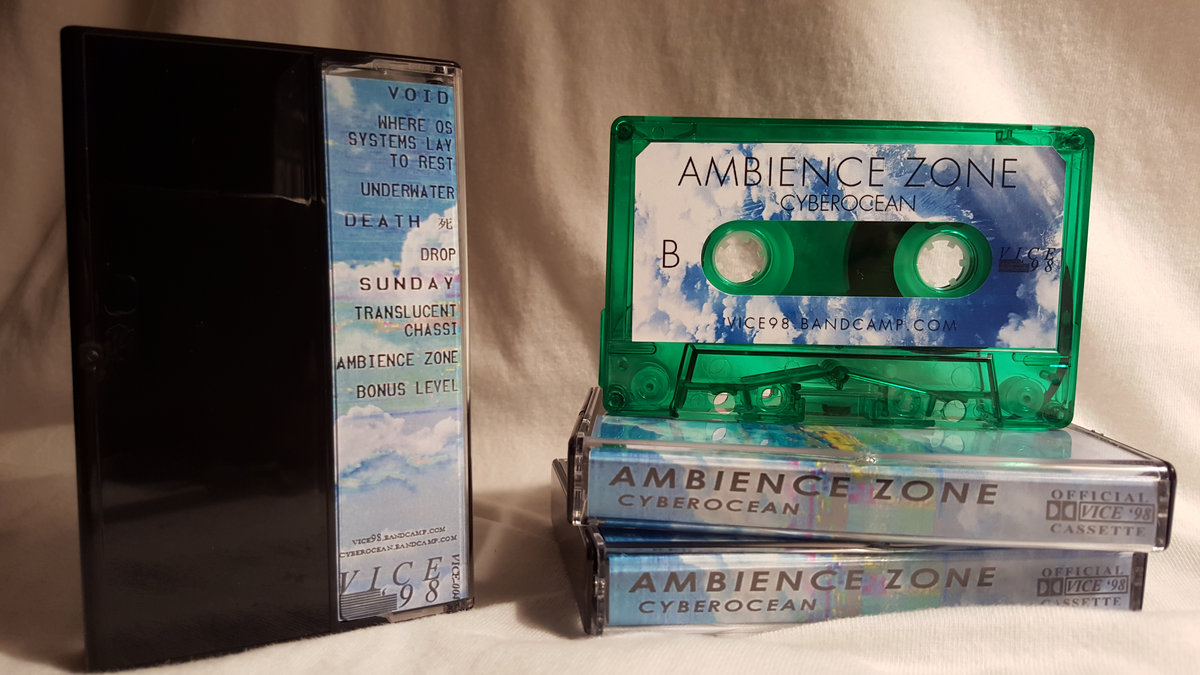 VOID
WHERE OS
SYSTEMS LAY
TO REST
UNDERWATER
DEATH 死
DROP
SUNDAY
TRANSLUCENT
CHASSI
AMBIENCE ZONE
BONUS LEVEL
VICE98.BANDCAMP.COM
CYBEROCEAN.BANDCAMP.COM
VICE
'98
AMBIENCE ZONE
CYBEROCEAN
B
VICE
98
VICE98.BANDCAMP.COM
AMBIENCE ZONE
CYBEROCEAN
OFFICIAL
VICE '98
CASSETTE
AMBIENCE ZONE
CYBEROCEAN
OFFICIAL
VICE '98
CASSETTE